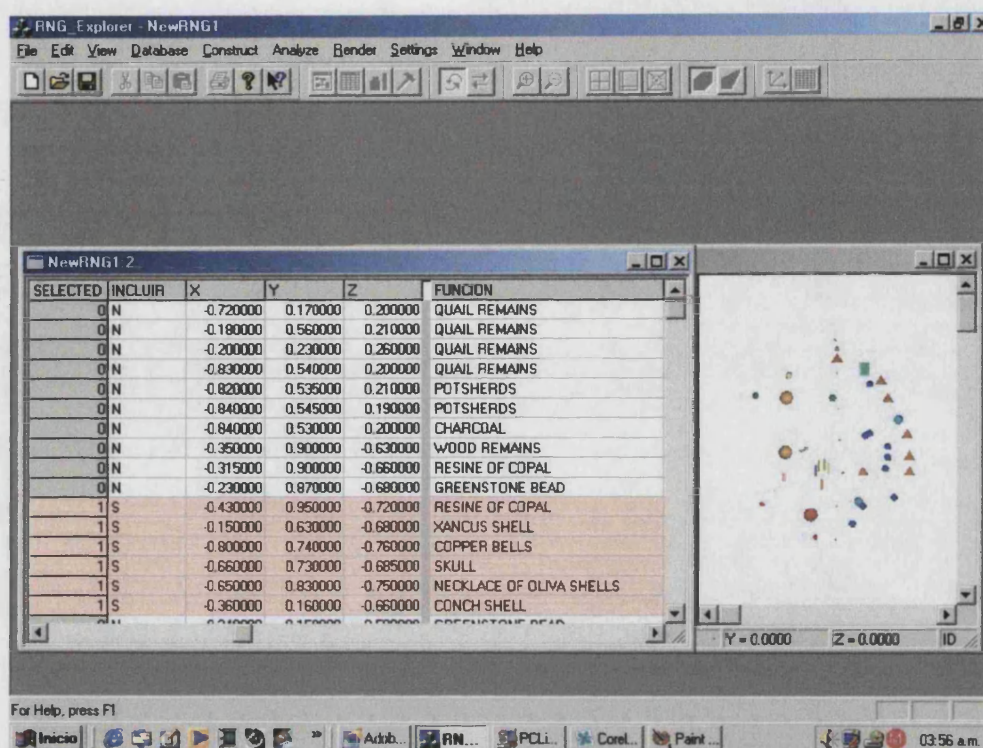 RNG_Explorer - NewRNG1
File Edit View Database Construct Analyze Render Settings Window Help
NewRNG1:2
SELECTED INCLUIR X Y Z FUNCION
0 N -0.720000 0.170000 0.200000 QUAIL REMAINS
0 N -0.180000 0.560000 0.210000 QUAIL REMAINS
0 N -0.200000 0.230000 0.260000 QUAIL REMAINS
0 N -0.830000 0.540000 0.200000 QUAIL REMAINS
0 N -0.820000 0.535000 0.210000 POTSHERDS
0 N -0.840000 0.545000 0.190000 POTSHERDS
0 N -0.840000 0.530000 0.200000 CHARCOAL
0 N -0.350000 0.900000 -0.630000 WOOD REMAINS
0 N -0.315000 0.900000 -0.660000 RESINE OF COPAL
0 N -0.230000 0.870000 -0.680000 GREENSTONE BEAD
1 S -0.430000 0.950000 -0.720000 RESINE OF COPAL
1 S -0.150000 0.630000 -0.680000 XANCUS SHELL
1 S -0.800000 0.740000 -0.760000 COPPER BELLS
1 S -0.660000 0.730000 -0.685000 SKULL
1 S -0.650000 0.830000 -0.750000 NECKLACE OF OLIVA SHELLS
1 S -0.360000 0.160000 -0.660000 CONCH SHELL
GREENSTONE BEAD
Y = 0.0000 Z = 0.0000 ID
For Help, press F1
Inicio » Adob... RN... PCLi... Corel... Paint ... 03:56 a.m.